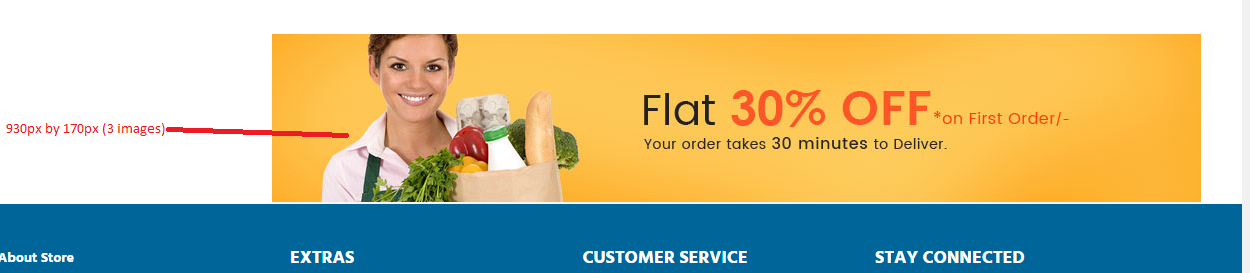 Flat 30% OFF*on First Order/-
930px by 170px (3 images)
Your order takes 30 minutes to Deliver.
About Store EXTRAS CUSTOMER SERVICE STAY CONNECTED